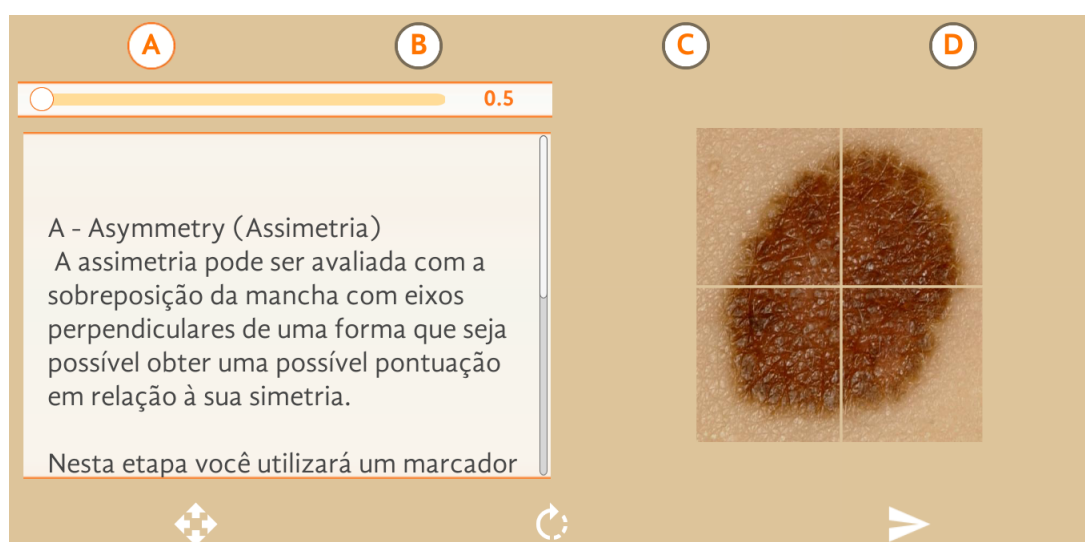 A B C D
0.5
A - Asymmetry (Assimetria)
A assimetria pode ser avaliada com a
sobreposição da mancha com eixos
perpendiculares de uma forma que seja
possível obter uma possível pontuação
em relação à sua simetria.
Nesta etapa você utilizará um marcador